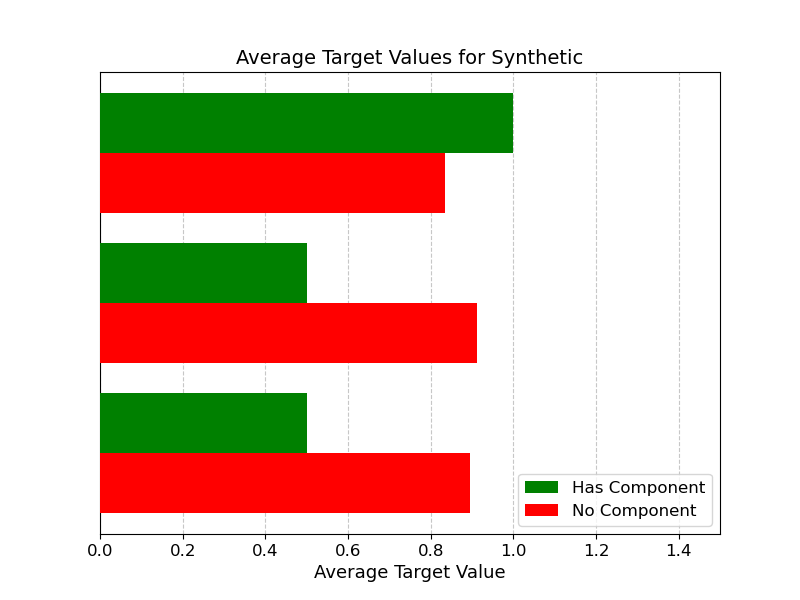 Average Target Values for Synthetic
Has Component
No Component
0.0 0.2 0.4 0.6 0.8 1.0 1.2 1.4
Average Target Value